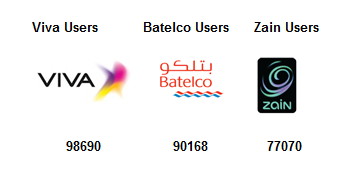 Viva Users Batelco Users Zain Users
VIVA
بتلكو
Batelco
ZAIN
98690 90168 77070